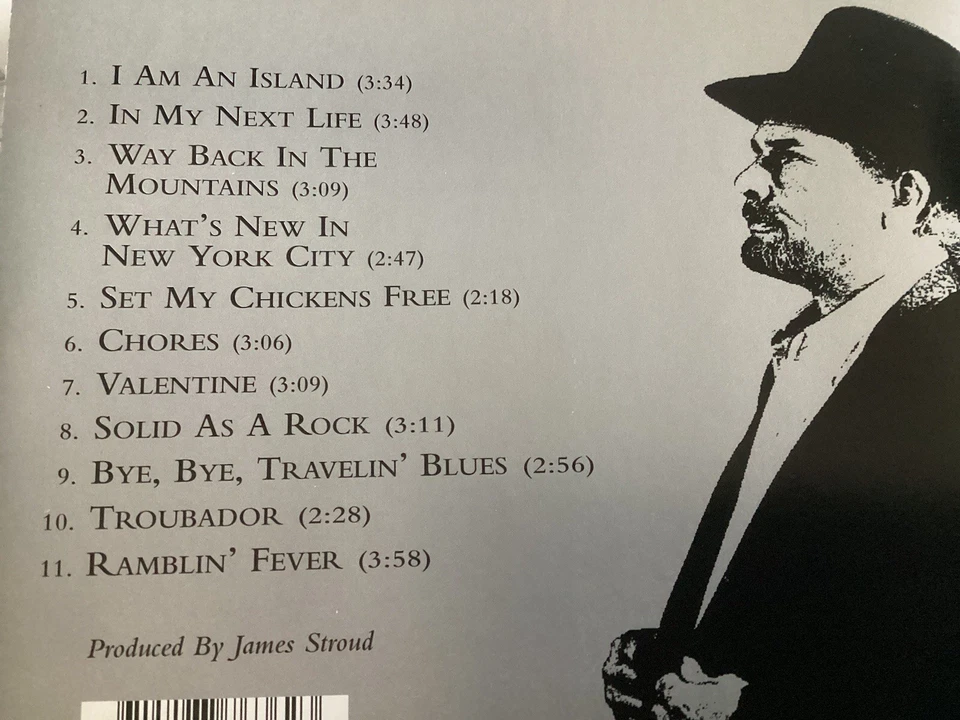 1. I AM AN ISLAND (3:34)
2. IN MY NEXT LIFE (3:48)
3. WAY BACK IN THE
MOUNTAINS (3:09)
4. WHAT'S NEW IN
NEW YORK CITY (2:47)
5. SET MY CHICKENS FREE (2:18)
6. CHORES (3:06)
7. VALENTINE (3:09)
8. SOLID AS A ROCK (3:11)
9. BYE, BYE, TRAVELIN' BLUES (2:56)
10. TROUBADOR (2:28)
11. RAMBLIN' FEVER (3:58)
Produced By James Stroud